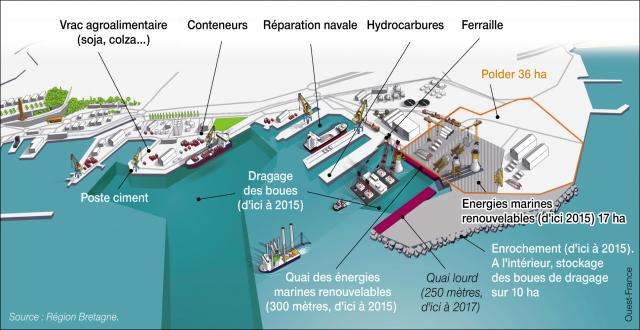 Vrac agroalimentaire
(soja, colza...)
Conteneurs
Réparation navale
Hydrocarbures
Ferraille
Polder 36 ha
Poste ciment
Dragage
des boues
(d'ici à 2015)
Energies marines
renouvelables (d'ici 2015) 17 ha
Quai des énergies
marines renouvelables
(300 mètres, d'ici à 2015)
Quai lourd
(250 mètres,
d'ici à 2017)
Enrochement (d'ici à 2015).
A l'intérieur, stockage
des boues de dragage
sur 10 ha
Source : Région Bretagne.
Ouest-France